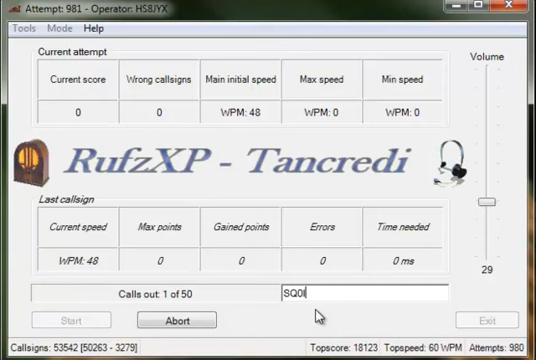 Attempt: 981 - Operator: HS8JYX
Tools Mode Help
Current attempt
Current score Wrong callsigns Main initial speed Max speed Min speed
0 0 WPM: 48 WPM: 0 WPM: 0
Volume
RufzXP - Tancredi
Last callsign
Current speed Max points Gained points Errors Time needed
WPM: 48 0 0 0 0 ms
29
Calls out: 1 of 50 SQ0I
Start Abort Exit
Callsigns: 53542 [50263 - 3279] Topscore: 18123 Topspeed: 60 WPM Attempts: 980